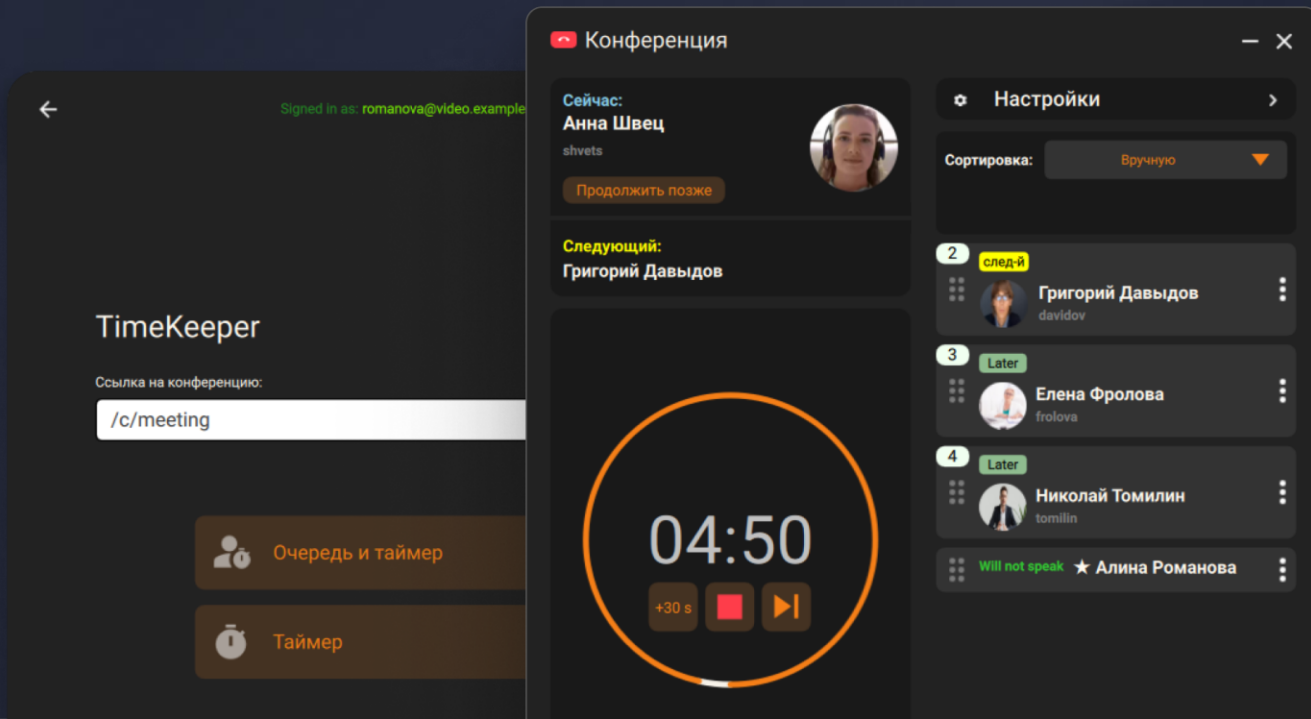 Signed in as: romanova@video.example
TimeKeeper
Ссылка на конференцию:
/c/meeting
Очередь и таймер
Таймер
Конференция
Сейчас:
Анна Швец
shvets
Продолжить позже
Следующий:
Григорий Давыдов
04:50
+30 s
Настройки
Сортировка:
Вручную
2
след-й
Григорий Давыдов
davidov
3
Later
Елена Фролова
frolova
4
Later
Николай Томилин
tomilin
Will not speak ★ Алина Романова